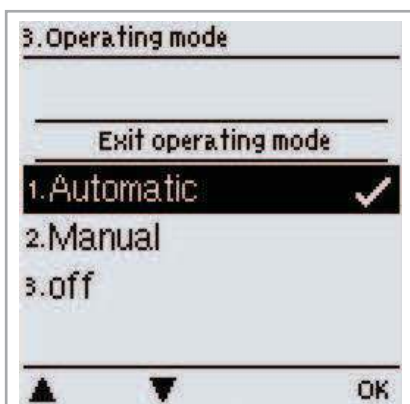 3.Operating mode
Exit operating mode
1.Automatic
2.Manual
3.off
OK